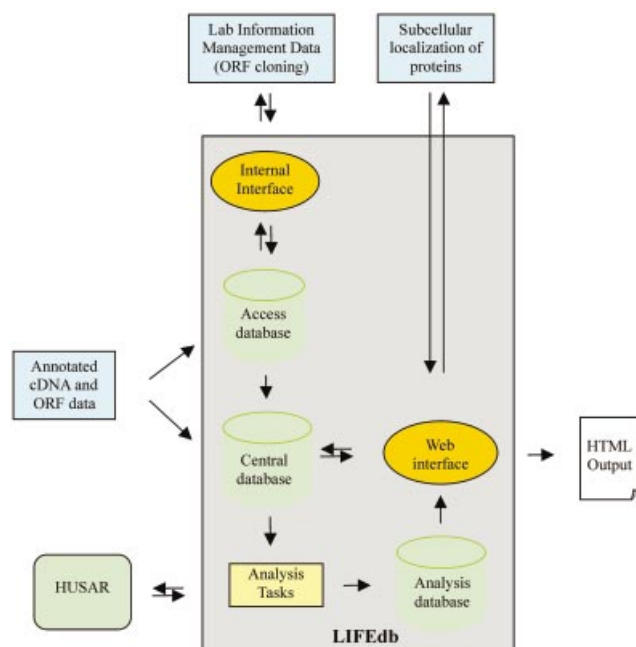 Lab Information
Management Data
(ORF cloning)
Subcellular
localization of
proteins
Internal
Interface
Access
database
Annotated
cDNA and
ORF data
Central
database
Web
interface
HTML
Output
HUSAR
Analysis
Tasks
Analysis
database
LIFEdb